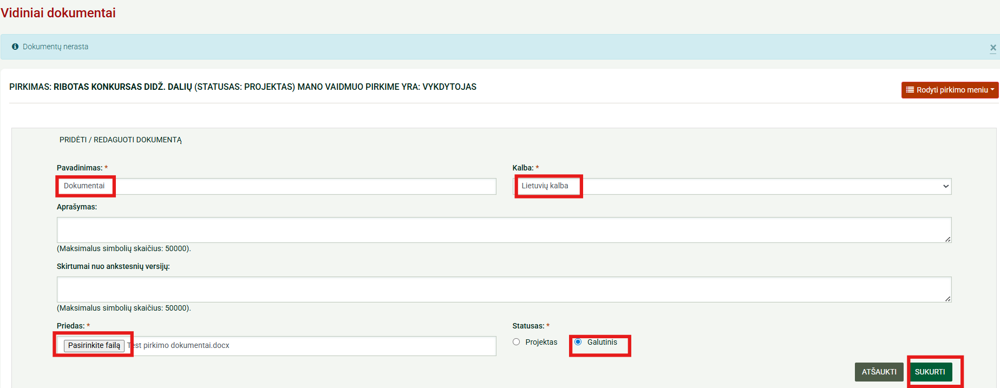 Vidiniai dokumentai
Dokumentų nerasta
×
PIRKIMAS: RIBOTAS KONKURSAS DIDŽ. DALIŲ (STATUSAS: PROJEKTAS) MANO VAIDMUO PIRKIME YRA: VYKDYTOJAS
Rodyti pirkimo meniu
PRIDĖTI / REDAGUOTI DOKUMENTĄ
Pavadinimas: *
Kalba: *
Dokumentai
Lietuvių kalba
Aprašymas:
(Maksimalus simbolių skaičius: 50000).
Skirtumai nuo ankstesnių versijų:
(Maksimalus simbolių skaičius: 50000).
Priedas: *
Statusas: *
Pasirinkite failą Test pirkimo dokumentai.docx
Projektas Galutinis
ATŠAUKTI SUKURTI